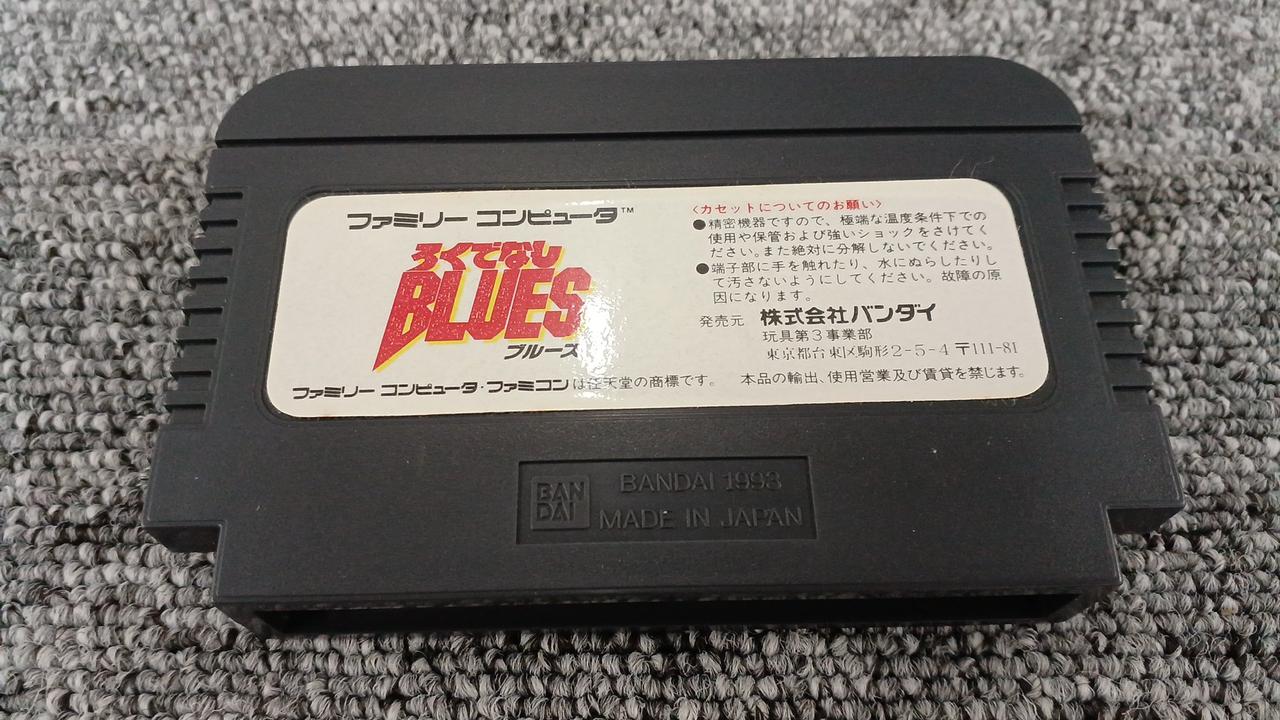 ファミリー コンピュータ™
ろくでなし
BLUES
ブルース
〈カセットについてのお願い〉
●精密機器ですので、極端な温度条件下での
使用や保管および強いショックをさけてく
ださい。また絶対に分解しないでください。
●端子部に手を触れたり、水にぬらしたりし
て汚さないようにしてください。故障の原
因になります。
発売元 株式会社バンダイ
玩具第3事業部
東京都台東区駒形2-5-4 〒111-81
ファミリー コンピュータ・ファミコンは任天堂の商標です。 本品の輸出、使用営業及び賃貸を禁じます。
BAN
DAI
BANDAI 1993
MADE IN JAPAN